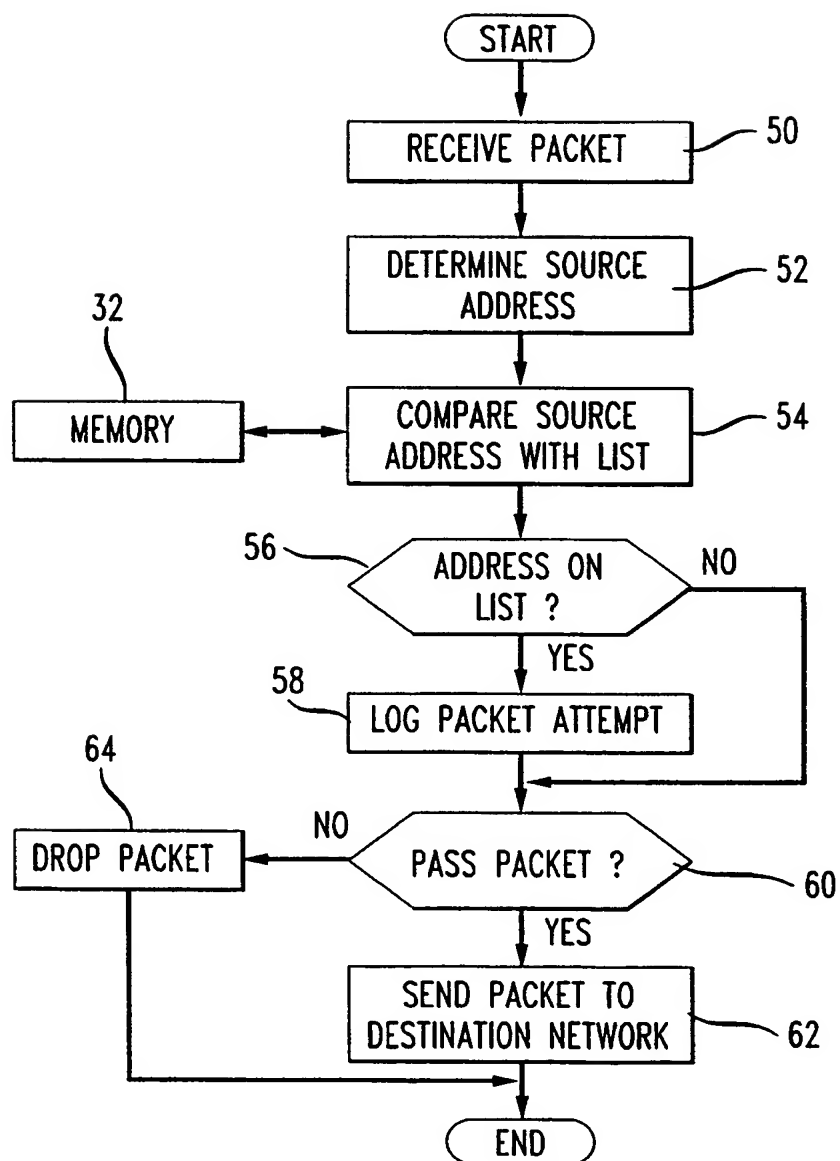 START
RECEIVE PACKET
50
DETERMINE SOURCE
ADDRESS
52
32
MEMORY
COMPARE SOURCE
ADDRESS WITH LIST
54
56
ADDRESS ON
LIST ?
NO
YES
58
LOG PACKET ATTEMPT
64
DROP PACKET
NO
PASS PACKET ?
60
YES
SEND PACKET TO
DESTINATION NETWORK
62
END